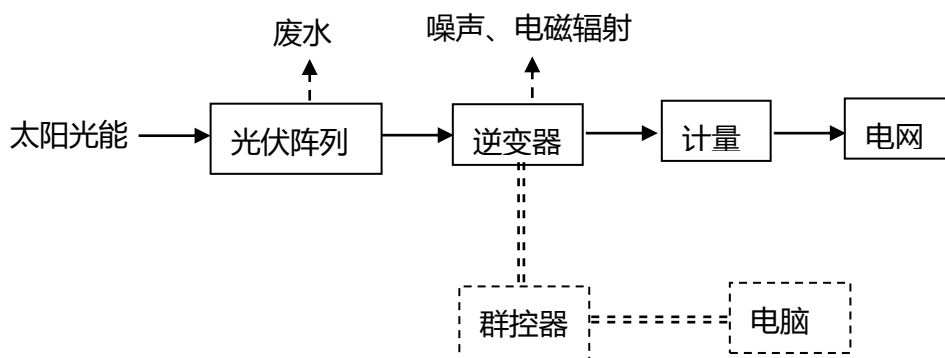 废水
噪声、电磁辐射
太阳光能
光伏阵列
逆变器
计量
电网
群控器
电脑